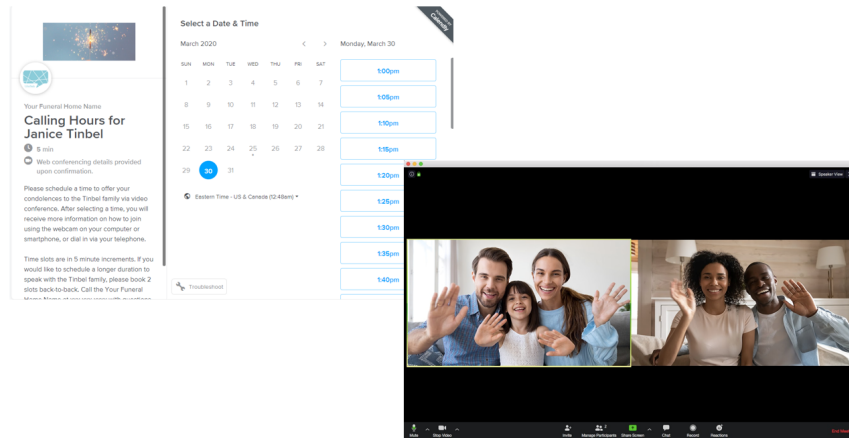 Select a Date & Time
POWERED BY
Calendly
March 2020
< >
Monday, March 30
SUN MON TUE WED THU FRI SAT
1 2 3 4 5 6 7
8 9 10 11 12 13 14
15 16 17 18 19 20 21
22 23 24 25 26 27 28
29 30 31
Eastern Time - US & Canada (12:48am)
Troubleshoot
1:00pm
1:05pm
1:10pm
1:15pm
1:20pm
1:25pm
1:30pm
1:35pm
1:40pm
Your Funeral Home Name
Calling Hours for
Janice Tinbel
5 min
Web conferencing details provided
upon confirmation.
Please schedule a time to offer your
condolences to the Tinbel family via video
conference. After selecting a time, you will
receive more information on how to join
using the webcam on your computer or
smartphone, or dial in via your telephone.
Time slots are in 5 minute increments. If you
would like to schedule a longer duration to
speak with the Tinbel family, please book 2
slots back-to-back. Call the Your Funeral
Speaker View
Mute
Stop Video
Invite
Manage Participants
2
Share Screen
Chat
Record
Reactions